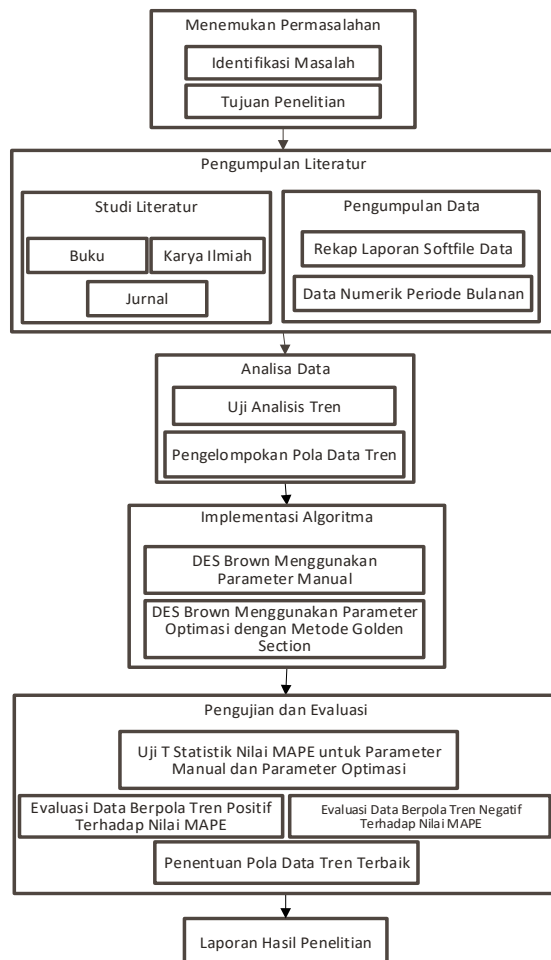 Menemukan Permasalahan
Identifikasi Masalah
Tujuan Penelitian
Pengumpulan Literatur
Studi Literatur
Buku
Karya Ilmiah
Jurnal
Pengumpulan Data
Rekap Laporan Softfile Data
Data Numerik Periode Bulanan
Analisa Data
Uji Analisis Tren
Pengelompokan Pola Data Tren
Implementasi Algoritma
DES Brown Menggunakan
Parameter Manual
DES Brown Menggunakan Parameter
Optimasi dengan Metode Golden
Section
Pengujian dan Evaluasi
Uji T Statistik Nilai MAPE untuk Parameter
Manual dan Parameter Optimasi
Evaluasi Data Berpola Tren Positif
Terhadap Nilai MAPE
Evaluasi Data Berpola Tren Negatif
Terhadap Nilai MAPE
Penentuan Pola Data Tren Terbaik
Laporan Hasil Penelitian